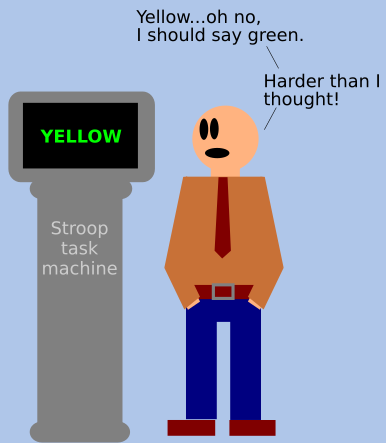 Yellow...oh no,
I should say green.
Harder than I
thought!
YELLOW
Stroop
task
machine